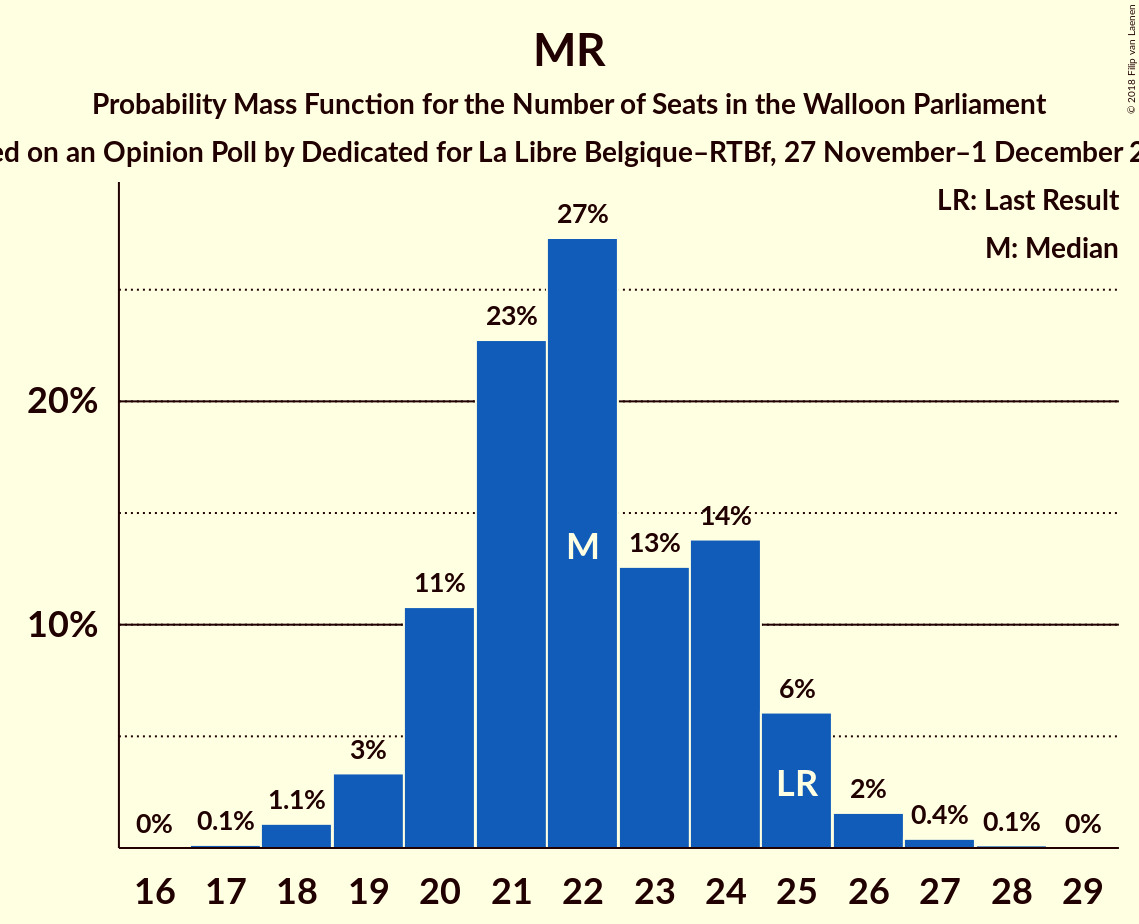 MR
Probability Mass Function for the Number of Seats in the Walloon Parliament
on an Opinion Poll by Dedicated for La Libre Belgique–RTBf, 27 November–1 December
© 2018 Filip van Laenen
LR: Last Result
M: Median
20%
10%
0%
0.1%
1.1%
3%
11%
23%
27%
13%
14%
6%
2%
0.4%
0.1%
0%
M
LR
16 17 18 19 20 21 22 23 24 25 26 27 28 29